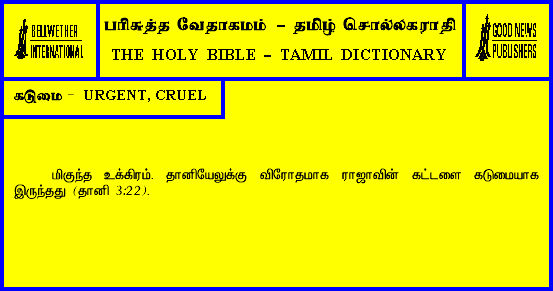 BELLWETHER
INTERNATIONAL
பரிசுத்த வேதாகமம் - தமிழ் சொல்லகராதி
THE HOLY BIBLE - TAMIL DICTIONARY
GOOD NEWS
PUBLISHERS
கடுமை - URGENT, CRUEL
மிகுந்த உக்கிரம். தானியேலுக்கு விரோதமாக ராஜாவின் கட்டளை கடுமையாக
இருந்தது (தானி 3:22).